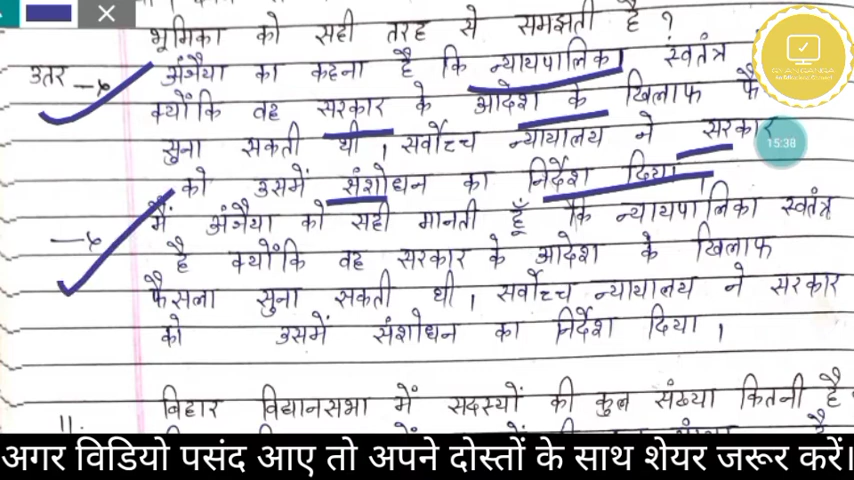 भूमिका को सही तरह से समझती है ?
उतर → अंजैया का कहना है कि न्यायपालिका स्वतंत्र
क्योंकि वह सरकार के आदेश के खिलाफ फै
सुना सकती थी । सर्वोच्च न्यायालय ने सरकार
को उसमें संशोधन का निर्देश दिया ।
→ मैं अंजैया को सही मानती हूँ कि न्यायपालिका स्वतंत्र
है क्योंकि वह सरकार के आदेश के खिलाफ
फैसला सुना सकती थी । सर्वोच्च न्यायालय ने सरकार
को उसमें संशोधन का निर्देश दिया ।
11. बिहार विधानसभा में सदस्यों की कुल संख्या कितनी है
15:38
अगर विडियो पसंद आए तो अपने दोस्तों के साथ शेयर जरूर करें।